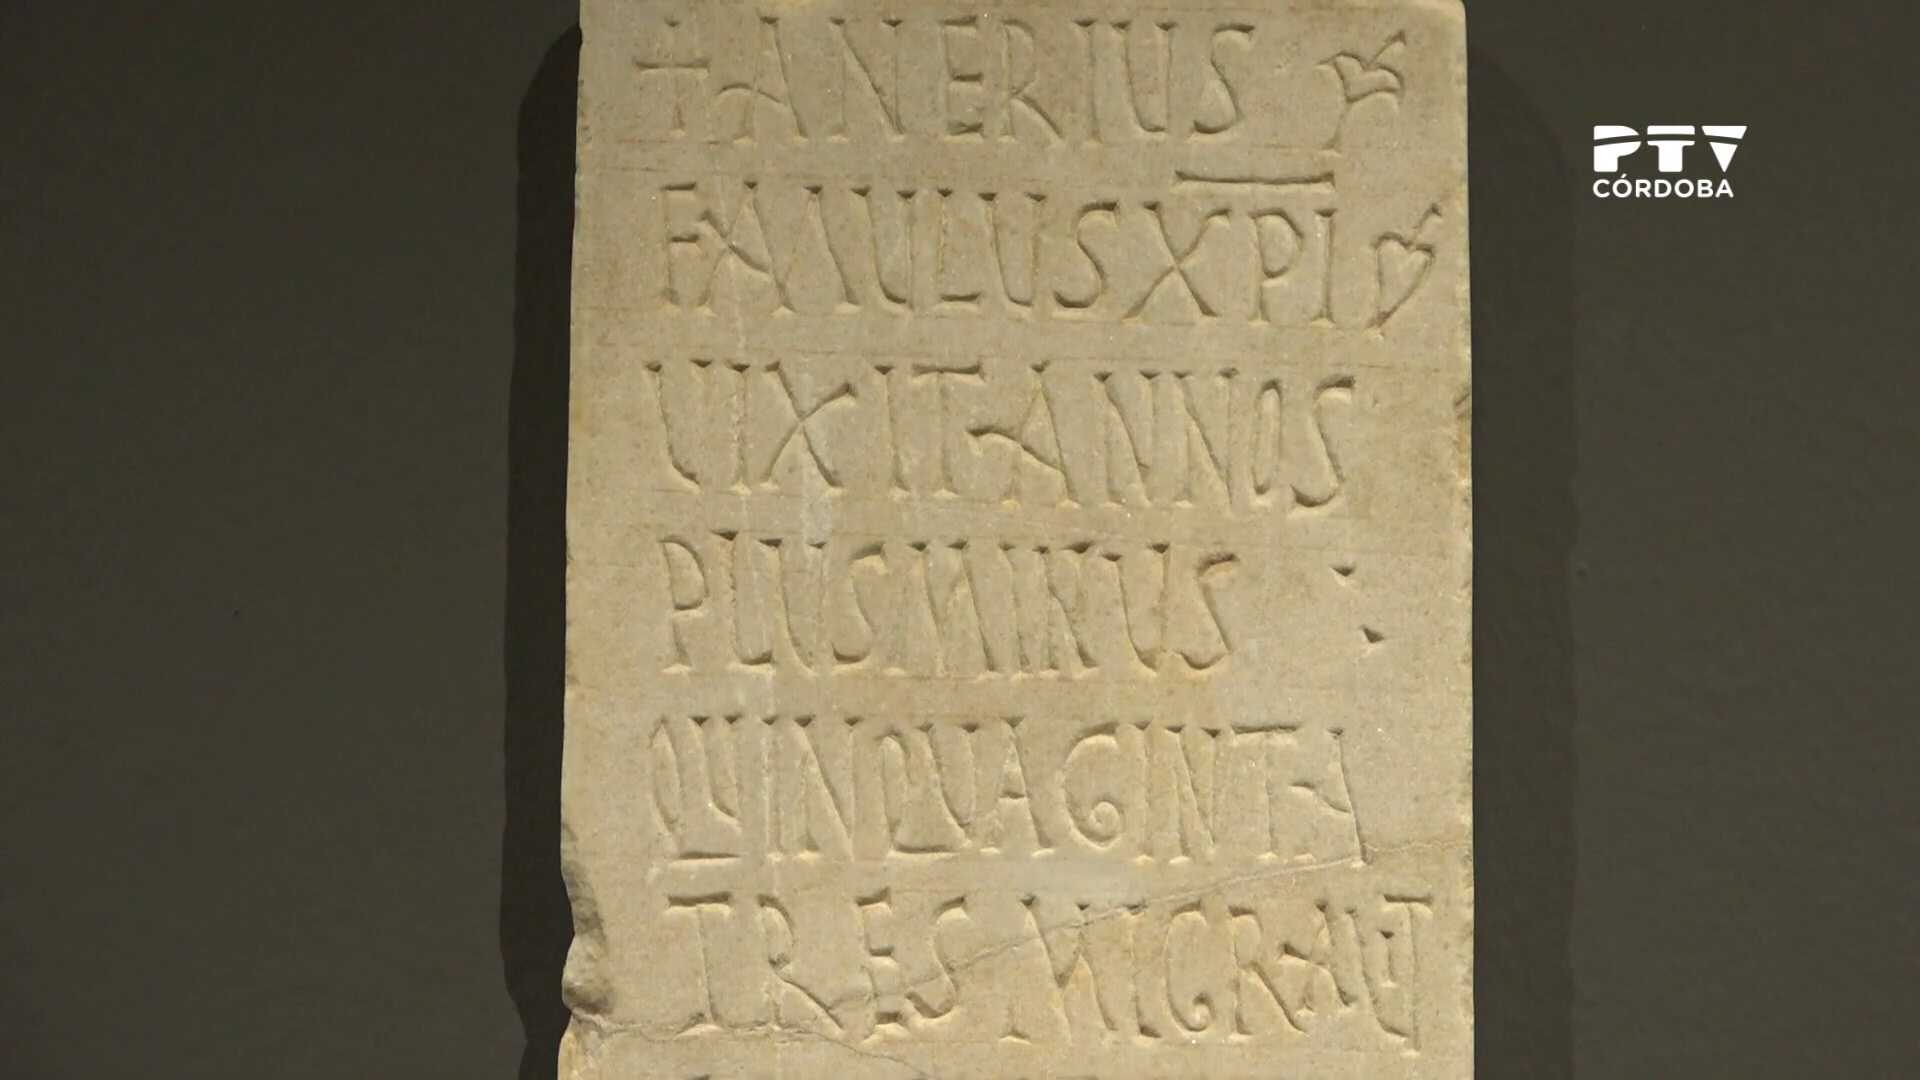 + ANERIUS
FAMULUS XPI
UIXIT ANNOS
PLUS MINUS :
QUINQUAGINTA
TRES MIGRAUIT
PTV
CÓRDOBA